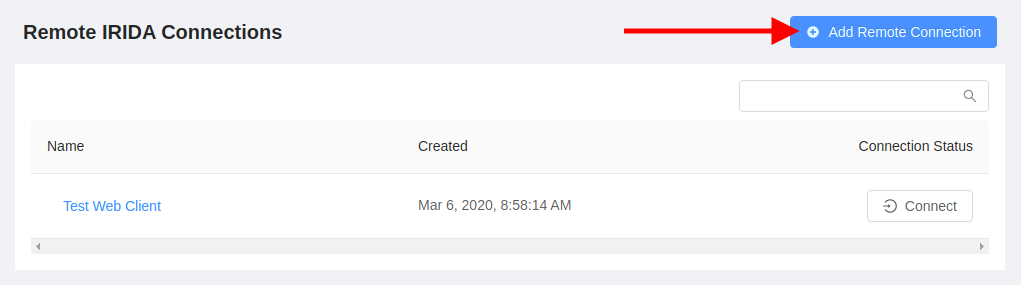 Remote IRIDA Connections
Add Remote Connection
Name Created Connection Status
Test Web Client Mar 6, 2020, 8:58:14 AM Connect